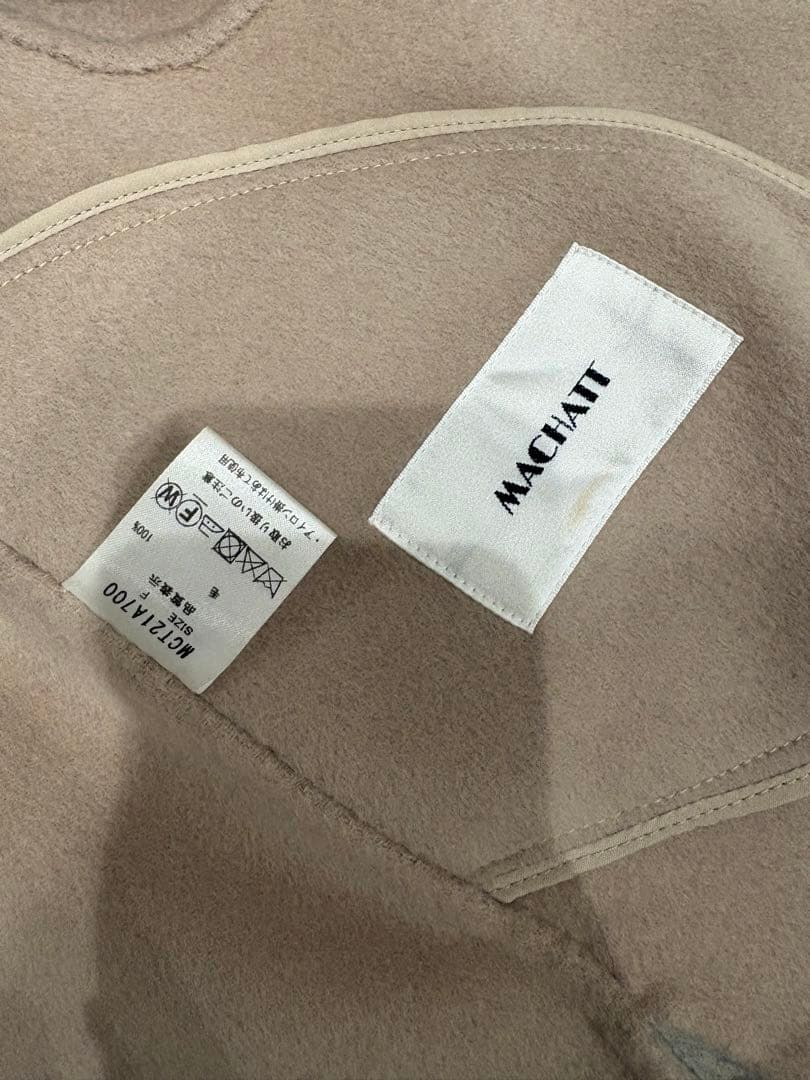 MACHATT
MCT21A700
SIZE F
品質表示
毛 100%
お取り扱いのご注意
・アイロン掛けはあて布使用